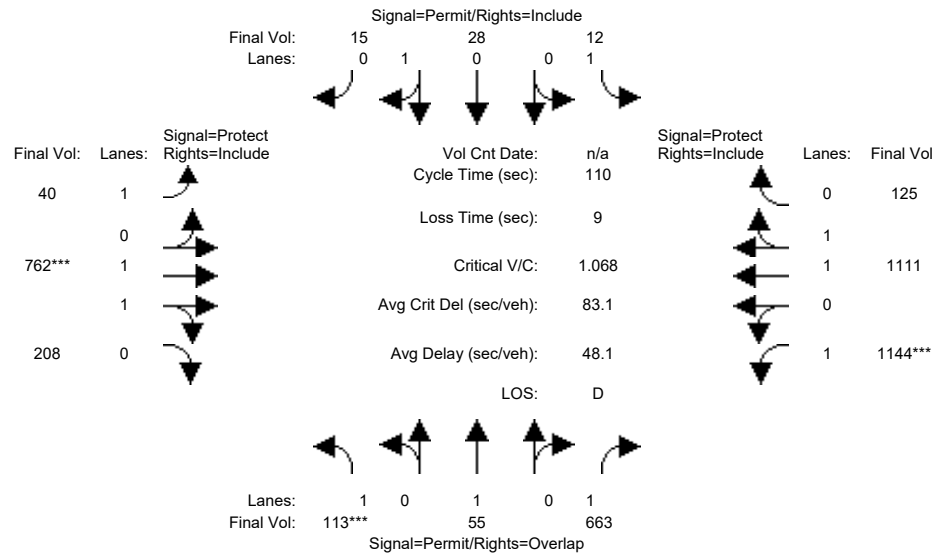 Signal=Permit/Rights=Include
Final Vol: 15 28 12
Lanes: 0 1 0 0 1
Signal=Protect Signal=Protect
Final Vol: Lanes: Rights=Include Vol Cnt Date: n/a Rights=Include Lanes: Final Vol
Cycle Time (sec): 110
40 1 0 125
Loss Time (sec): 9
0 1
762*** 1 Critical V/C: 1.068 1 1111
1 Avg Crit Del (sec/veh): 83.1 0
208 0 Avg Delay (sec/veh): 48.1 1 1144***
LOS: D
Lanes: 1 0 1 0 1
Final Vol: 113*** 55 663
Signal=Permit/Rights=Overlap